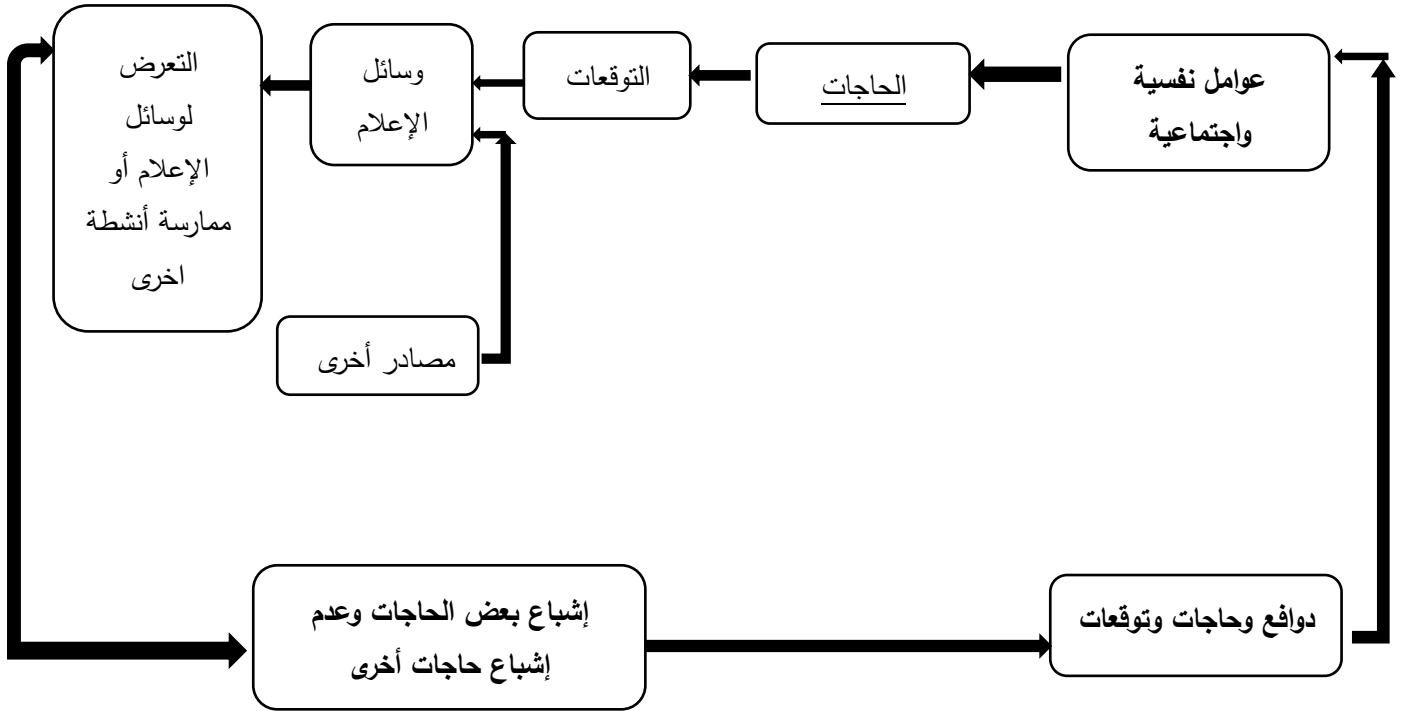 عوامل نفسية
واجتماعية
الحاجات
التوقعات
وسائل
الإعلام
التعرض
لوسائل
الإعلام أو
ممارسة أنشطة
اخرى
مصادر أخرى
إشباع بعض الحاجات وعدم
إشباع حاجات أخرى
دوافع وحاجات وتوقعات